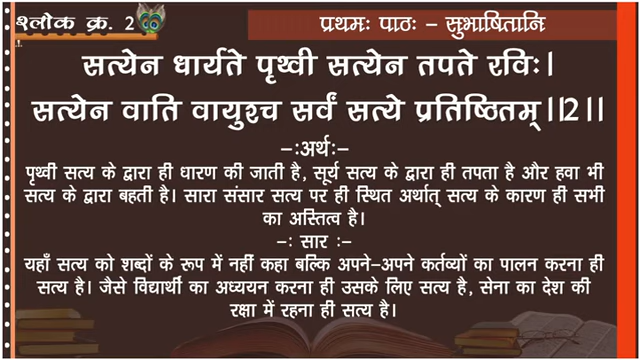 श्लोक क्र. 2
प्रथमः पाठः – सुभाषितानि
सत्येन धार्यते पृथ्वी सत्येन तपते रविः।
सत्येन वाति वायुश्च सर्वं सत्ये प्रतिष्ठितम्।।2।।
-:अर्थ:-
पृथ्वी सत्य के द्वारा ही धारण की जाती है, सूर्य सत्य के द्वारा ही तपता है और हवा भी
सत्य के द्वारा बहती है। सारा संसार सत्य पर ही स्थित अर्थात् सत्य के कारण ही सभी
का अस्तित्व है।
-: सार :-
यहाँ सत्य को शब्दों के रूप में नहीं कहा बल्कि अपने-अपने कर्तव्यों का पालन करना ही
सत्य है। जैसे विद्यार्थी का अध्ययन करना ही उसके लिए सत्य है, सेना का देश की
रक्षा में रहना ही सत्य है।